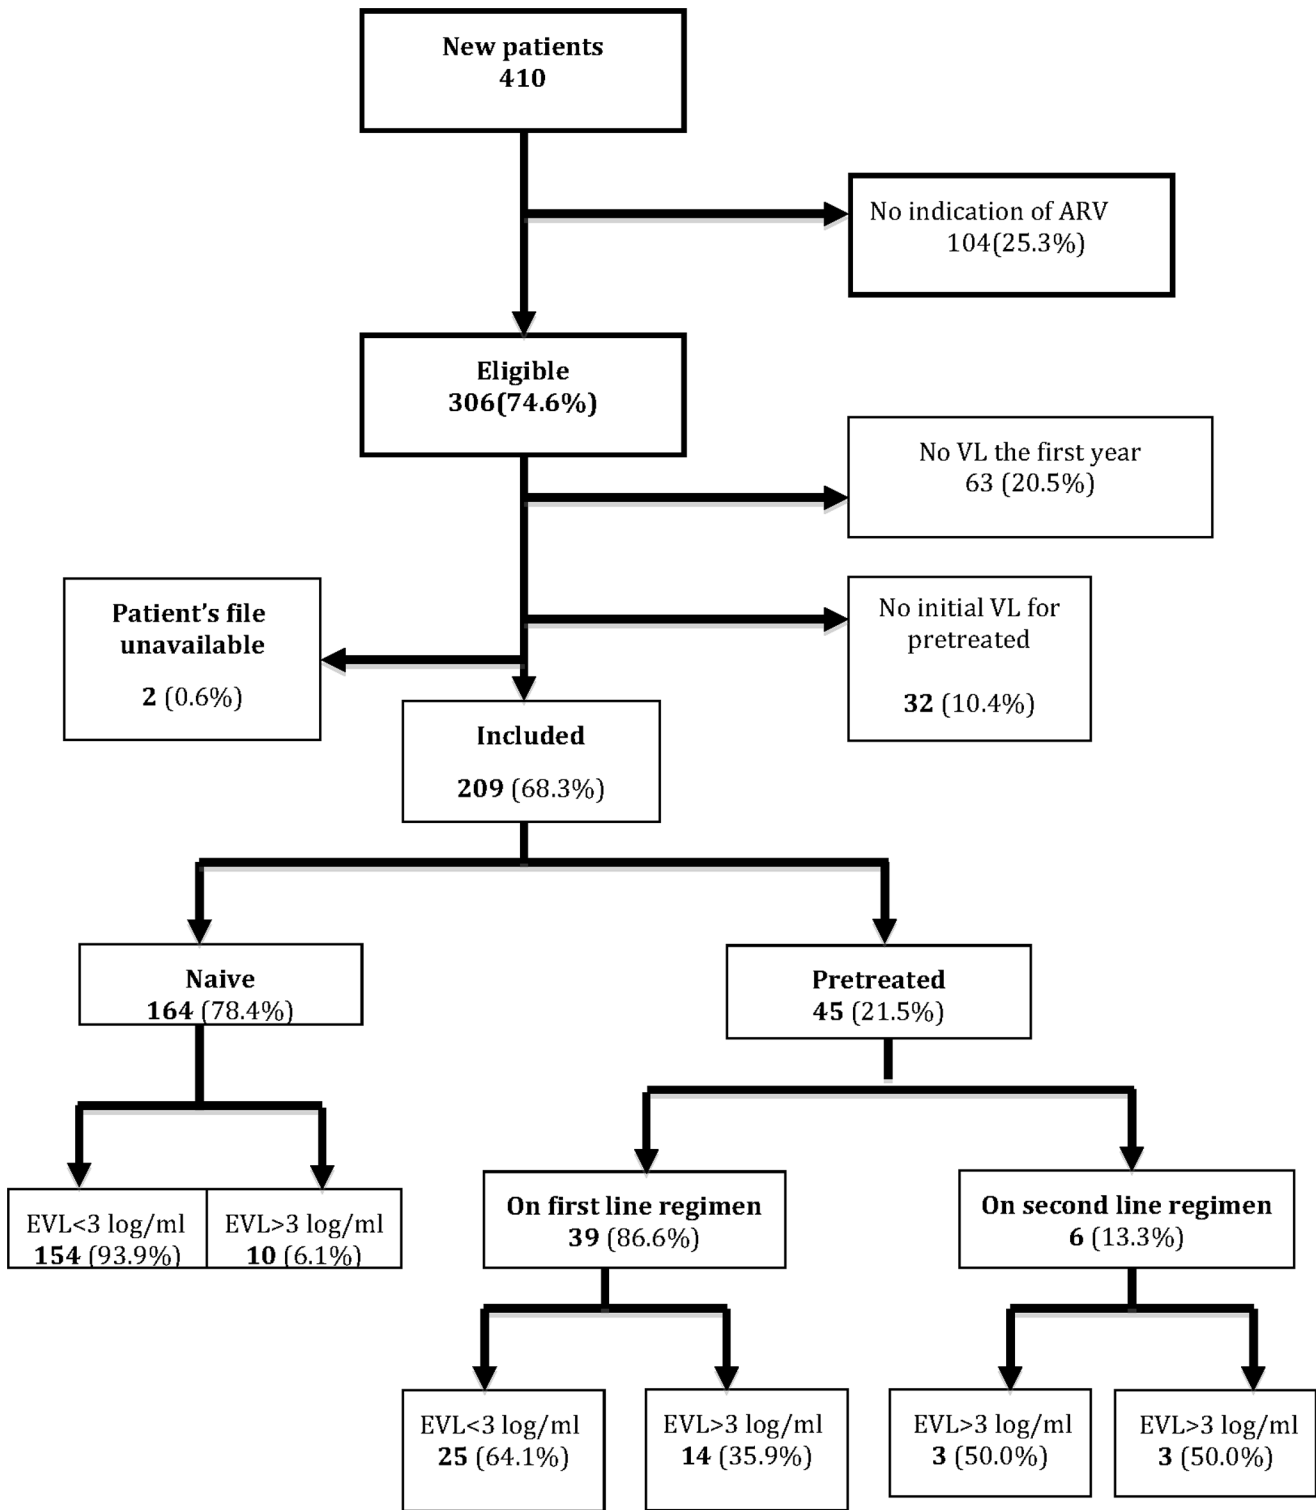 New patients
410
No indication of ARV
104(25.3%)
Eligible
306(74.6%)
No VL the first year
63 (20.5%)
Patient's file
unavailable
2 (0.6%)
No initial VL for
pretreated
32 (10.4%)
Included
209 (68.3%)
Naive
164 (78.4%)
Pretreated
45 (21.5%)
EVL<3 log/ml
154 (93.9%)
EVL>3 log/ml
10 (6.1%)
On first line regimen
39 (86.6%)
On second line regimen
6 (13.3%)
EVL<3 log/ml
25 (64.1%)
EVL>3 log/ml
14 (35.9%)
EVL>3 log/ml
3 (50.0%)
EVL>3 log/ml
3 (50.0%)